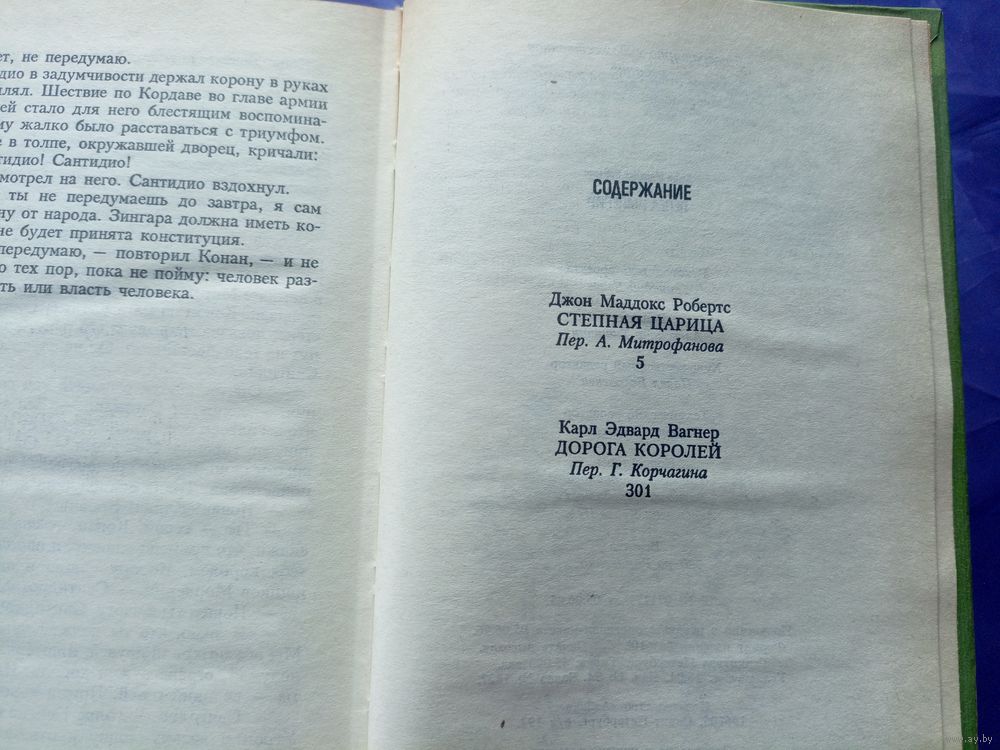 ет, не передумаю.
дио в задумчивости держал корону в руках
лял. Шествие по Кордаве во главе армии
ей стало для него блестящим воспомина-
му жалко было расставаться с триумфом.
е в толпе, окружавшей дворец, кричали:
тидио! Сантидио!
мотрел на него. Сантидио вздохнул.
ты не передумаешь до завтра, я сам
ну от народа. Зингара должна иметь ко-
не будет принята конституция.
передумаю, — повторил Конан, — и не
о тех пор, пока не пойму: человек раз-
ть или власть человека.
СОДЕРЖАНИЕ
Джон Маддокс Робертс
СТЕПНАЯ ЦАРИЦА
Пер. А. Митрофанова
5
Карл Эдвард Вагнер
ДОРОГА КОРОЛЕЙ
Пер. Г. Корчагина
301
www.ay.by